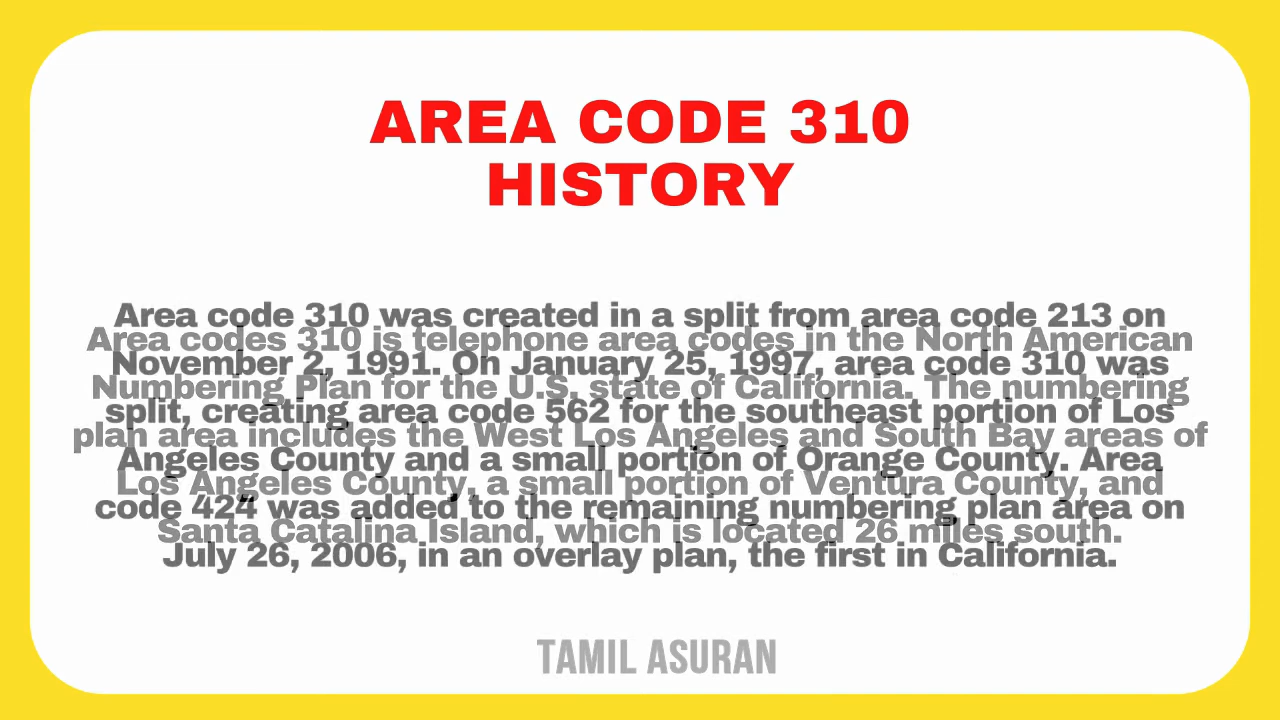 AREA CODE 310
HISTORY
Area code 310 was created in a split from area code 213 on
Area codes 310 is telephone area codes in the North American
November 2, 1991. On January 25, 1997, area code 310 was
Numbering Plan for the U.S. state of California. The numbering
split, creating area code 562 for the southeast portion of Los
plan area includes the West Los Angeles and South Bay areas of
Angeles County and a small portion of Orange County. Area
Los Angeles County, a small portion of Ventura County, and
code 424 was added to the remaining numbering plan area on
Santa Catalina Island, which is located 26 miles south.
July 26, 2006, in an overlay plan, the first in California.
TAMIL ASURAN